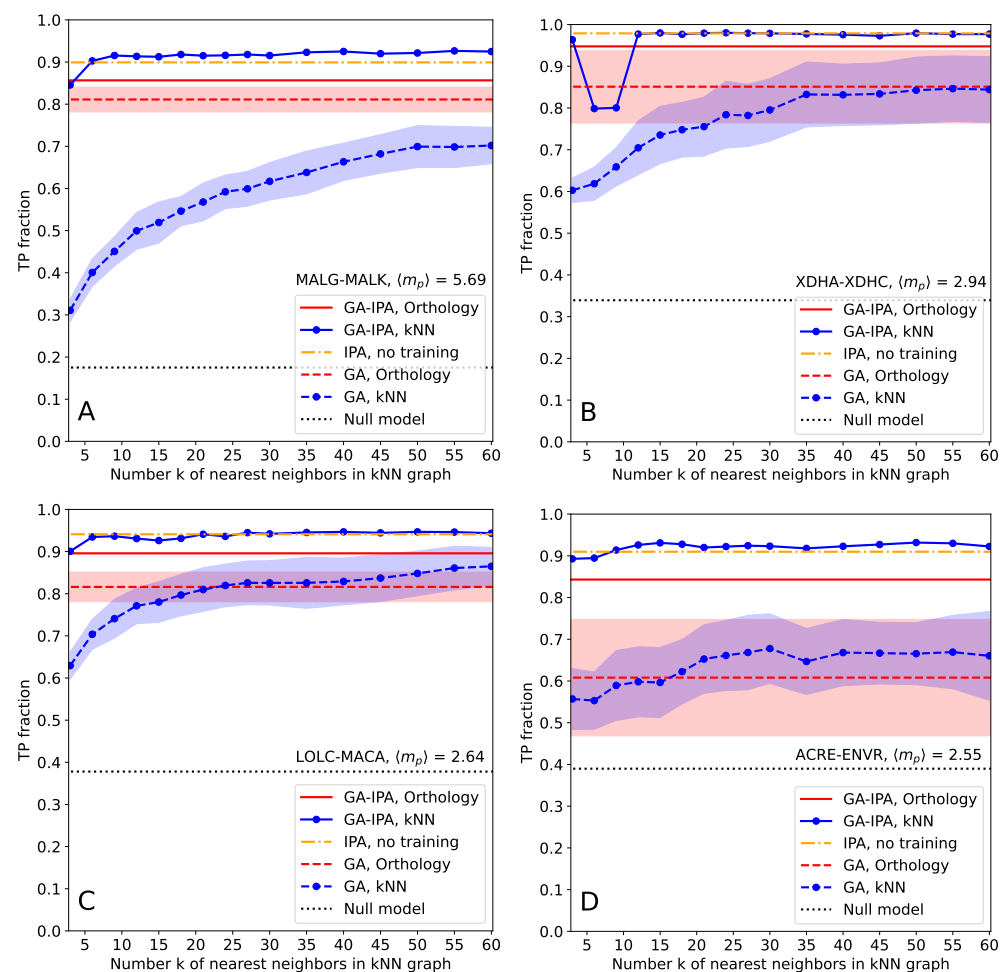 1.0
0.9
0.8
0.7
0.6
0.5
0.4
0.3
0.2
0.1
0.0
TP fraction
MALG-MALK, ⟨m_p⟩ = 5.69
GA-IPA, Orthology
GA-IPA, kNN
IPA, no training
GA, Orthology
GA, kNN
Null model
A
5 10 15 20 25 30 35 40 45 50 55 60
Number k of nearest neighbors in kNN graph
1.0
0.9
0.8
0.7
0.6
0.5
0.4
0.3
0.2
0.1
0.0
TP fraction
XDHA-XDHC, ⟨m_p⟩ = 2.94
GA-IPA, Orthology
GA-IPA, kNN
IPA, no training
GA, Orthology
GA, kNN
Null model
B
5 10 15 20 25 30 35 40 45 50 55 60
Number k of nearest neighbors in kNN graph
1.0
0.9
0.8
0.7
0.6
0.5
0.4
0.3
0.2
0.1
0.0
TP fraction
LOLC-MACA, ⟨m_p⟩ = 2.64
GA-IPA, Orthology
GA-IPA, kNN
IPA, no training
GA, Orthology
GA, kNN
Null model
C
5 10 15 20 25 30 35 40 45 50 55 60
Number k of nearest neighbors in kNN graph
1.0
0.9
0.8
0.7
0.6
0.5
0.4
0.3
0.2
0.1
0.0
TP fraction
ACRE-ENVR, ⟨m_p⟩ = 2.55
GA-IPA, Orthology
GA-IPA, kNN
IPA, no training
GA, Orthology
GA, kNN
Null model
D
5 10 15 20 25 30 35 40 45 50 55 60
Number k of nearest neighbors in kNN graph